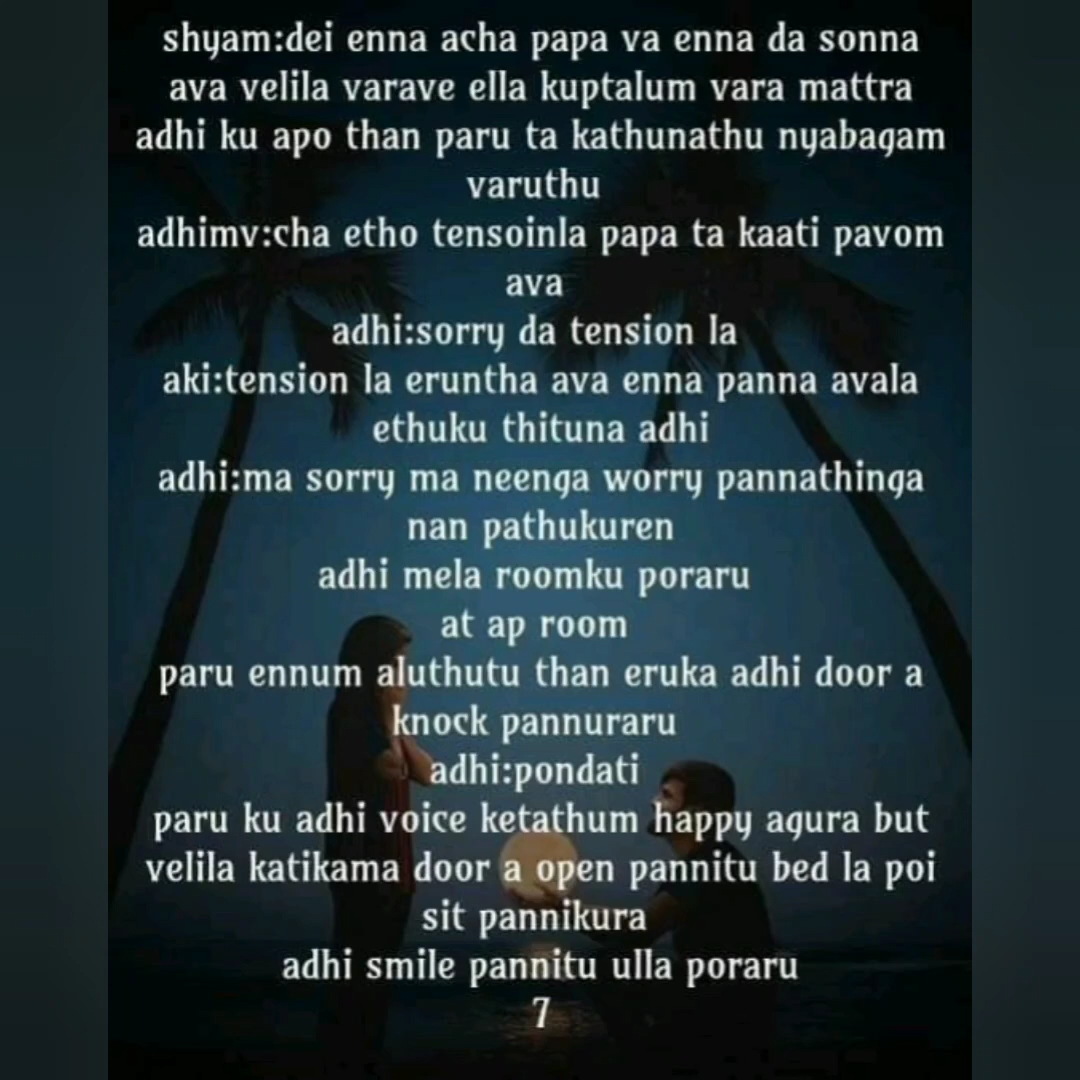 shyam:dei enna acha papa va enna da sonna
ava velila varave ella kuptalum vara mattra
adhi ku apo than paru ta kathunathu nyabagam
varuthu
adhimv:cha etho tensoinla papa ta kaati pavom
ava
adhi:sorry da tension la
aki:tension la eruntha ava enna panna avala
ethuku thituna adhi
adhi:ma sorry ma neenga worry pannathinga
nan pathukuren
adhi mela roomku poraru
at ap room
paru ennum aluthutu than eruka adhi door a
knock pannuraru
adhi:pondati
paru ku adhi voice ketathum happy agura but
velila katikama door a open pannitu bed la poi
sit pannikura
adhi smile pannitu ulla poraru
7